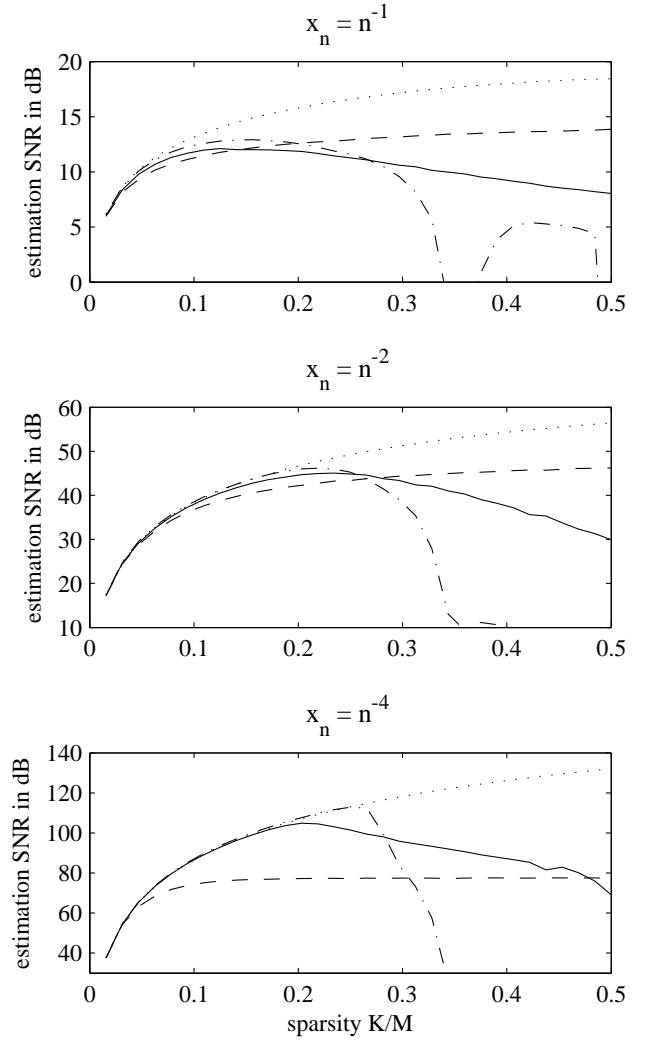 x_n = n^-1
estimation SNR in dB
20
15
10
5
0
0 0.1 0.2 0.3 0.4 0.5
x_n = n^-2
estimation SNR in dB
60
50
40
30
20
10
0 0.1 0.2 0.3 0.4 0.5
x_n = n^-4
estimation SNR in dB
140
120
100
80
60
40
0 0.1 0.2 0.3 0.4 0.5
sparsity K/M